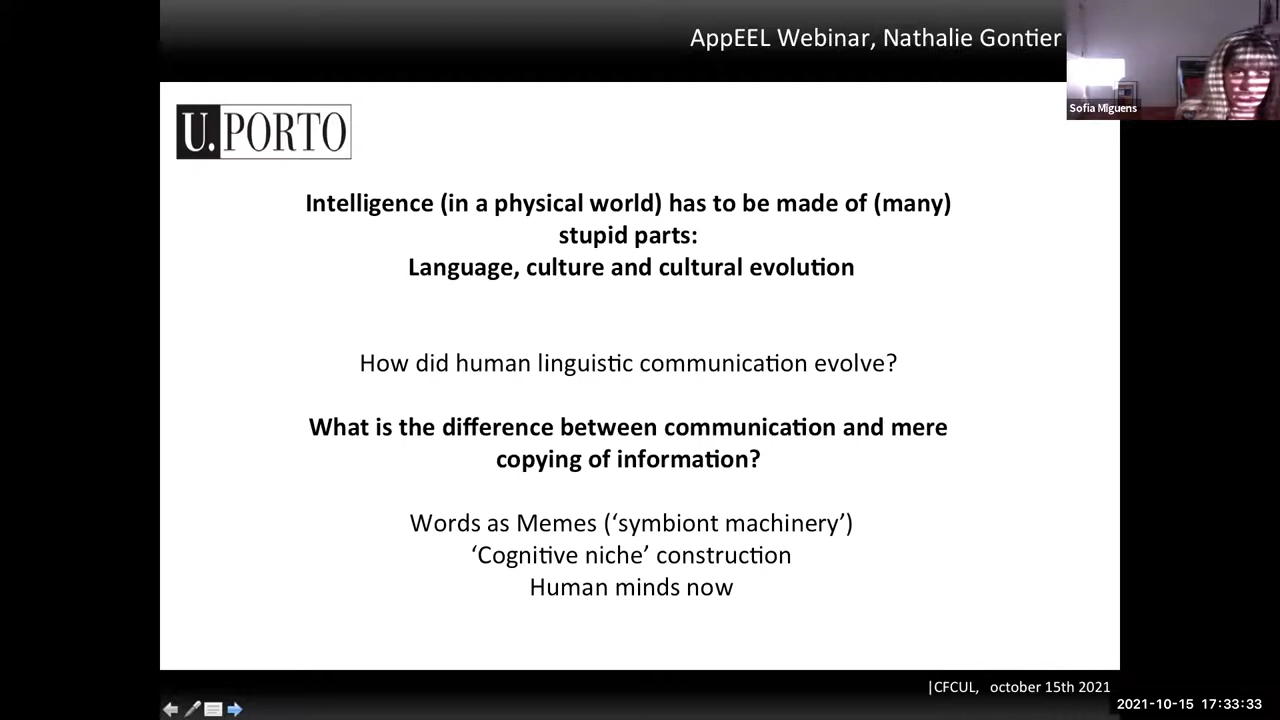 AppEEL Webinar, Nathalie Gontier
Sofia Miguens
U. PORTO
Intelligence (in a physical world) has to be made of (many)
stupid parts:
Language, culture and cultural evolution
How did human linguistic communication evolve?
What is the difference between communication and mere
copying of information?
Words as Memes (‘symbiont machinery’)
‘Cognitive niche’ construction
Human minds now
|CFCUL, october 15th 2021
2021-10-15 17:33:33